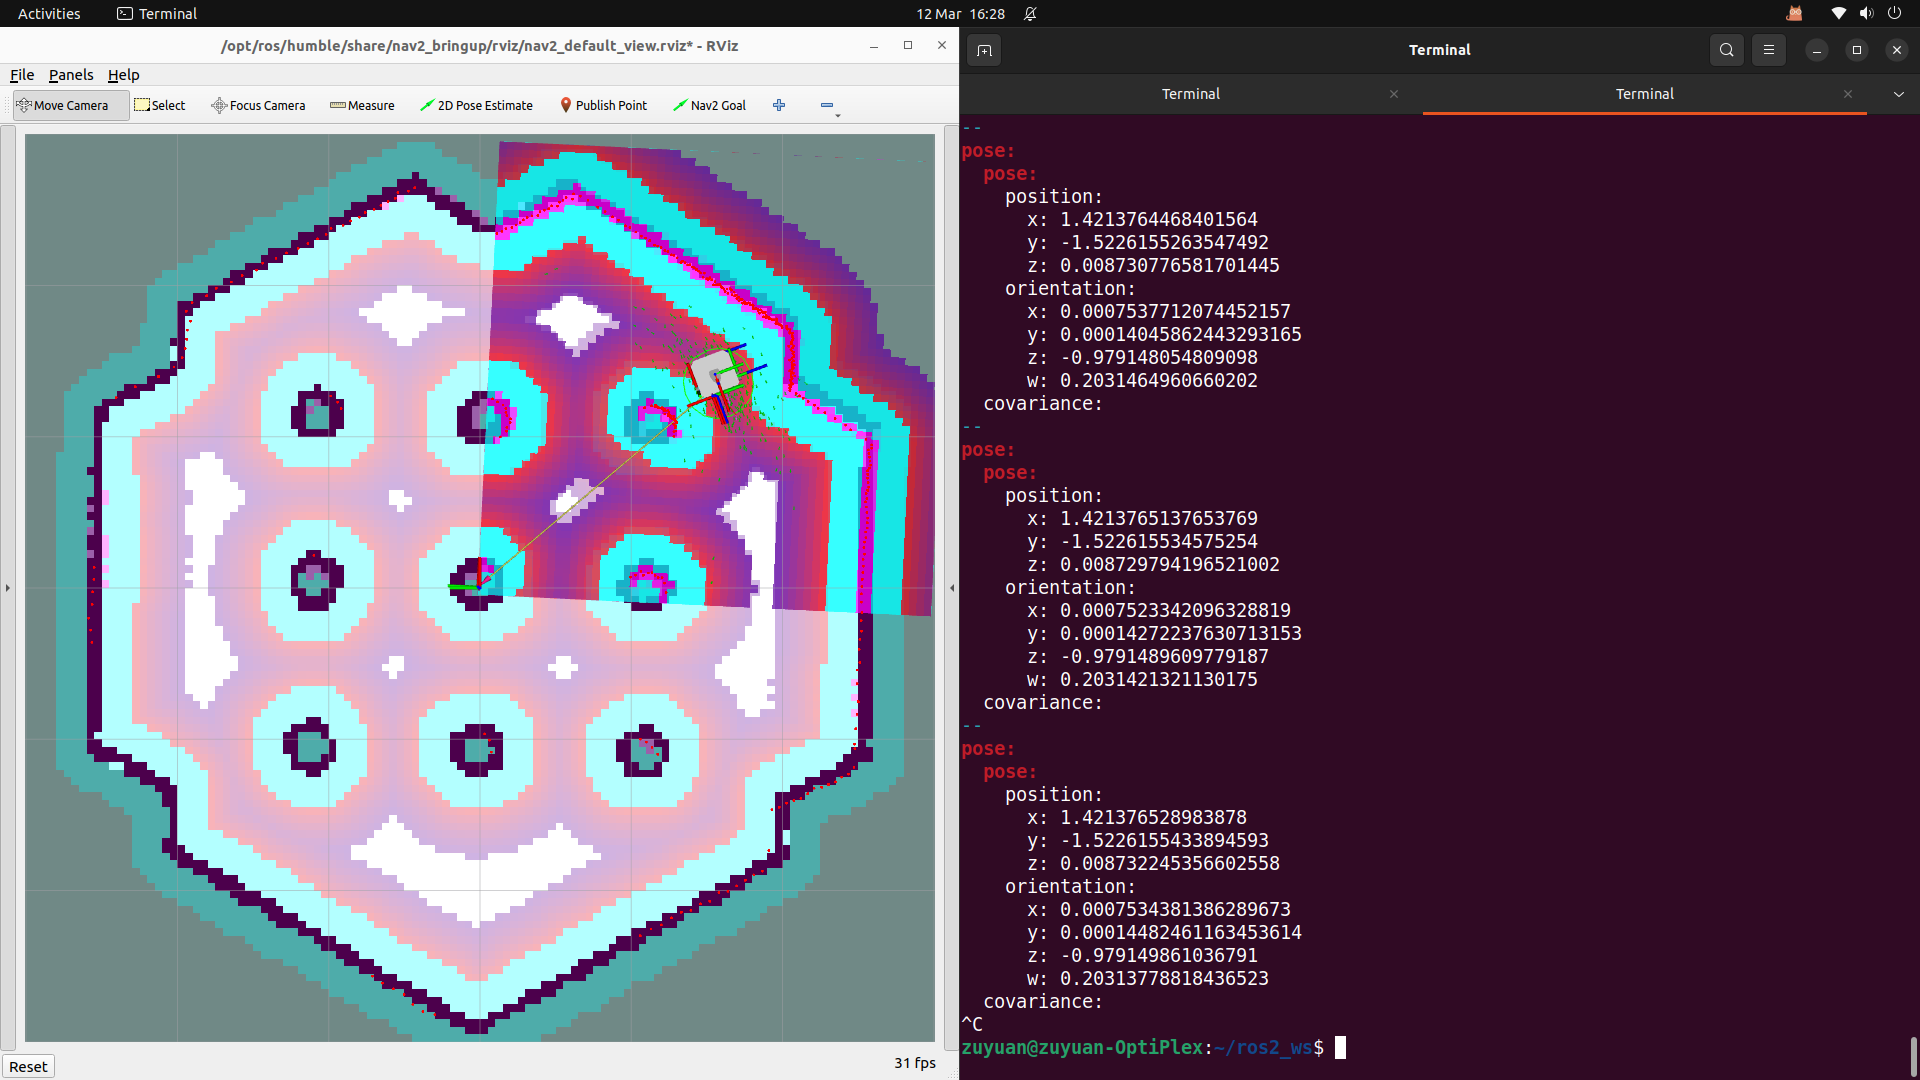 Activities
Terminal
12 Mar 16:28
/opt/ros/humble/share/nav2_bringup/rviz/nav2_default_view.rviz* - RViz
File Panels Help
Move Camera Select Focus Camera Measure 2D Pose Estimate Publish Point Nav2 Goal
Reset
31 fps
Terminal
Terminal
Terminal
--
pose:
pose:
position:
x: 1.4213764468401564
y: -1.5226155263547492
z: 0.008730776581701445
orientation:
x: 0.0007537712074452157
y: 0.00014045862443293165
z: -0.979148054809098
w: 0.2031464960660202
covariance:
--
pose:
pose:
position:
x: 1.4213765137653769
y: -1.522615534575254
z: 0.008729794196521002
orientation:
x: 0.0007523342096328819
y: 0.00014272237630713153
z: -0.9791489609779187
w: 0.2031421321130175
covariance:
--
pose:
pose:
position:
x: 1.421376528983878
y: -1.5226155433894593
z: 0.008732245356602558
orientation:
x: 0.0007534381386289673
y: 0.00014482461163453614
z: -0.979149861036791
w: 0.20313778818436523
covariance:
^C
zuyuan@zuyuan-OptiPlex:~/ros2_ws$